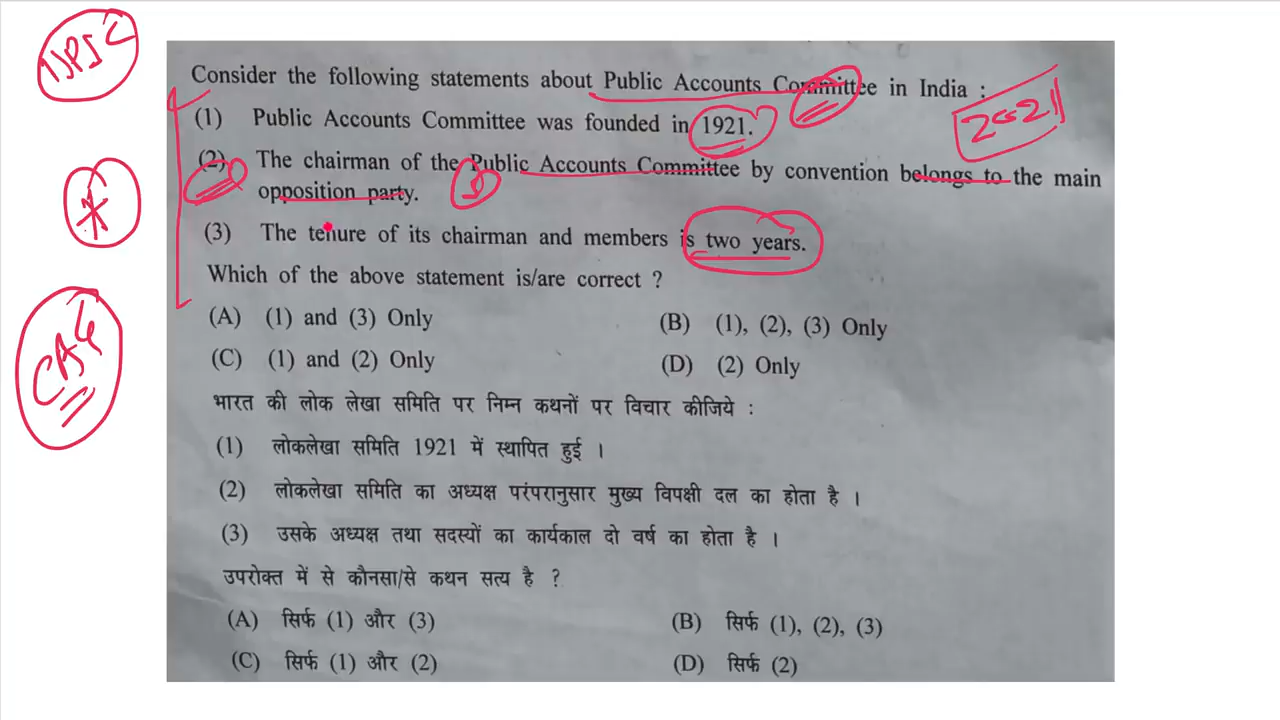 UPSC
Consider the following statements about Public Accounts Committee in India :
2021
(1) Public Accounts Committee was founded in 1921.
(2) The chairman of the Public Accounts Committee by convention belongs to the main
opposition party.
(3) The tenure of its chairman and members is two years.
Which of the above statement is/are correct ?
(A) (1) and (3) Only
(B) (1), (2), (3) Only
(C) (1) and (2) Only
(D) (2) Only
भारत की लोक लेखा समिति पर निम्न कथनों पर विचार कीजिये :
(1) लोकलेखा समिति 1921 में स्थापित हुई ।
(2) लोकलेखा समिति का अध्यक्ष परंपरानुसार मुख्य विपक्षी दल का होता है ।
(3) उसके अध्यक्ष तथा सदस्यों का कार्यकाल दो वर्ष का होता है ।
उपरोक्त में से कौनसा/से कथन सत्य है ?
(A) सिर्फ (1) और (3)
(B) सिर्फ (1), (2), (3)
(C) सिर्फ (1) और (2)
(D) सिर्फ (2)